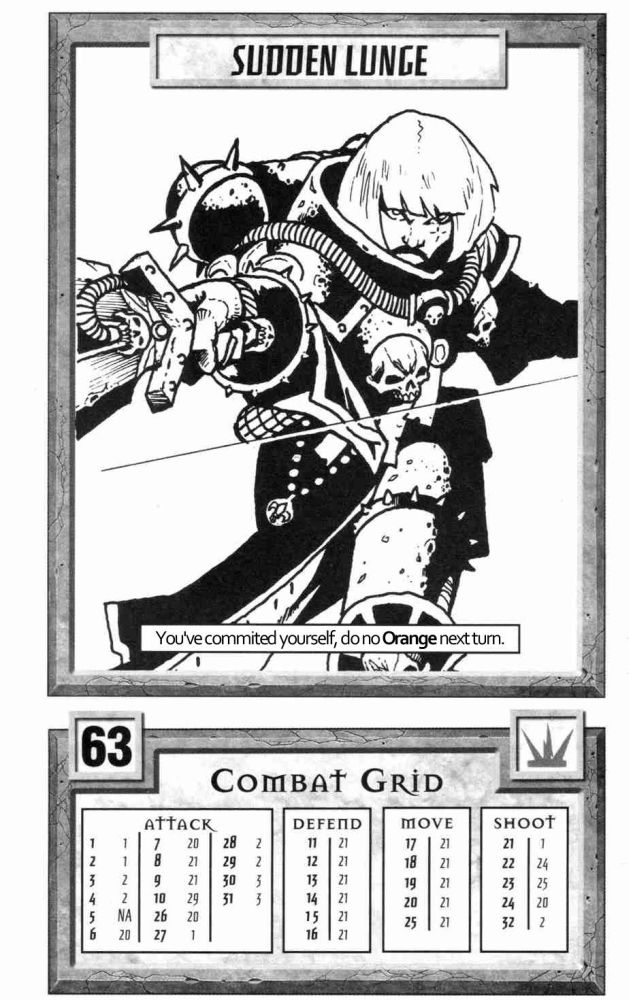 SUDDEN LUNGE
You've commited yourself, do no Orange next turn.
63
COMBAT GRID
ATTACK DEFEND MOVE SHOOT
1 1 7 20 28 2 11 21 17 21 21 1
2 1 8 21 29 2 12 21 18 21 22 24
3 2 9 21 30 3 13 21 19 21 23 25
4 2 10 29 31 3 14 21 20 21 24 20
5 NA 26 20 15 21 25 21 32 2
6 20 27 1 16 21